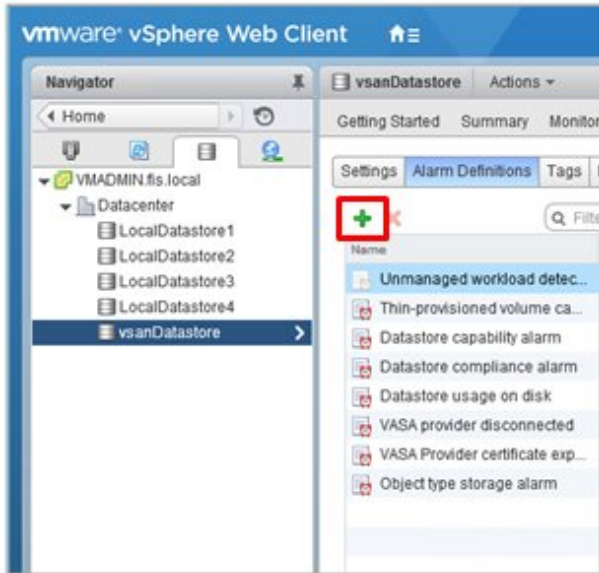 vmware® vSphere Web Client
Navigator
Home
VMADMIN.fis.local
Datacenter
LocalDatastore1
LocalDatastore2
LocalDatastore3
LocalDatastore4
vsanDatastore
vsanDatastore Actions
Getting Started Summary Monitor
Settings Alarm Definitions Tags
Filte
Name
Unmanaged workload detec...
Thin-provisioned volume ca...
Datastore capability alarm
Datastore compliance alarm
Datastore usage on disk
VASA provider disconnected
VASA Provider certificate exp...
Object type storage alarm